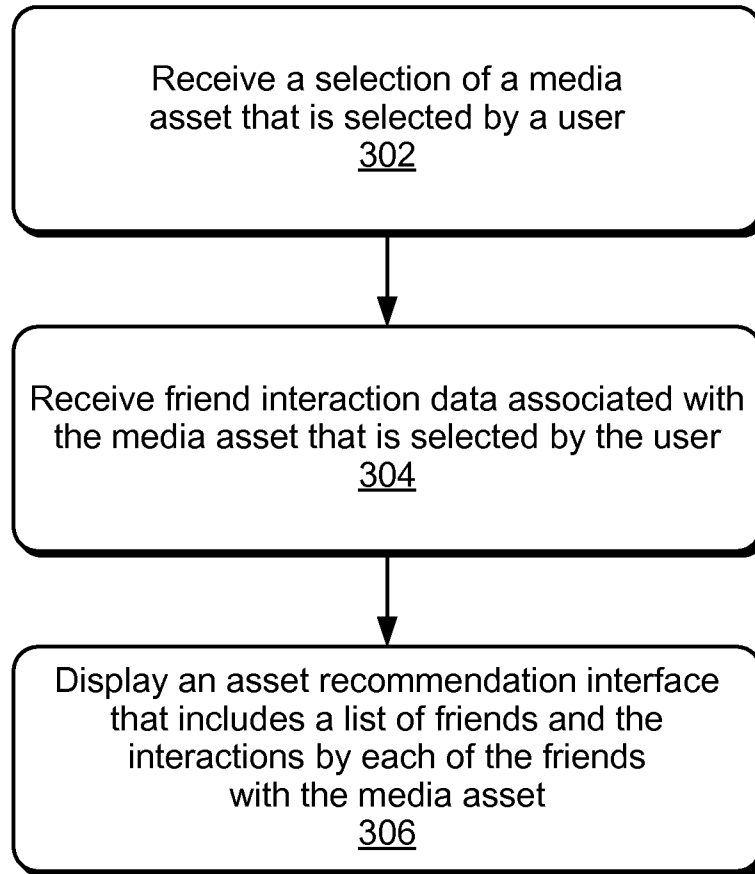 Receive a selection of a media
asset that is selected by a user
302
Receive friend interaction data associated with
the media asset that is selected by the user
304
Display an asset recommendation interface
that includes a list of friends and the
interactions by each of the friends
with the media asset
306